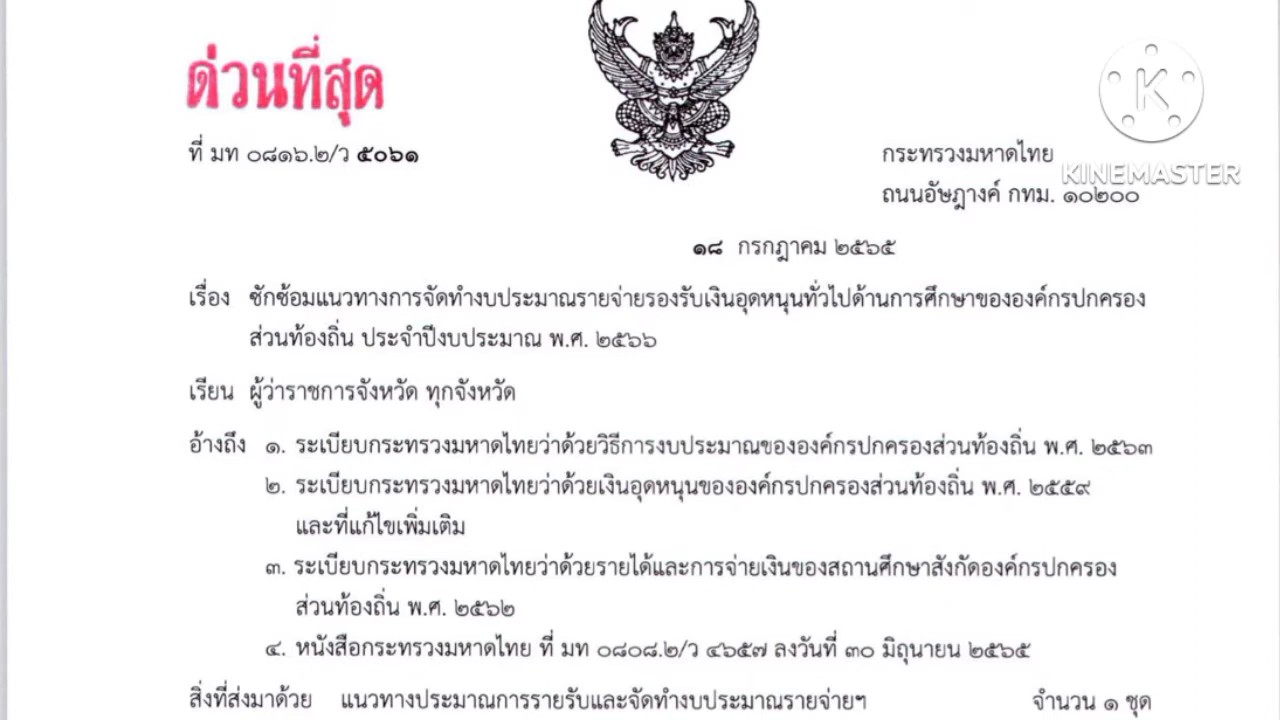 ด่วนที่สุด
ที่ มท ๐๘๑๖.๒/ว ๕๐๖๑
กระทรวงมหาดไทย
KINEMASTER
ถนนอัษฎางค์ กทม. ๑๐๒๐๐
๑๘ กรกฎาคม ๒๕๖๕
เรื่อง ซักซ้อมแนวทางการจัดทำงบประมาณรายจ่ายรองรับเงินอุดหนุนทั่วไปด้านการศึกษาขององค์กรปกครอง
ส่วนท้องถิ่น ประจำปีงบประมาณ พ.ศ. ๒๕๖๖
เรียน ผู้ว่าราชการจังหวัด ทุกจังหวัด
อ้างถึง ๑. ระเบียบกระทรวงมหาดไทยว่าด้วยวิธีการงบประมาณขององค์กรปกครองส่วนท้องถิ่น พ.ศ. ๒๕๖๓
๒. ระเบียบกระทรวงมหาดไทยว่าด้วยเงินอุดหนุนขององค์กรปกครองส่วนท้องถิ่น พ.ศ. ๒๕๕๙
และที่แก้ไขเพิ่มเติม
๓. ระเบียบกระทรวงมหาดไทยว่าด้วยรายได้และการจ่ายเงินของสถานศึกษาสังกัดองค์กรปกครอง
ส่วนท้องถิ่น พ.ศ. ๒๕๖๒
๔. หนังสือกระทรวงมหาดไทย ที่ มท ๐๘๐๘.๒/ว ๔๖๕๗ ลงวันที่ ๓๐ มิถุนายน ๒๕๖๕
สิ่งที่ส่งมาด้วย แนวทางประมาณการรายรับและจัดทำงบประมาณรายจ่ายฯ จำนวน ๑ ชุด